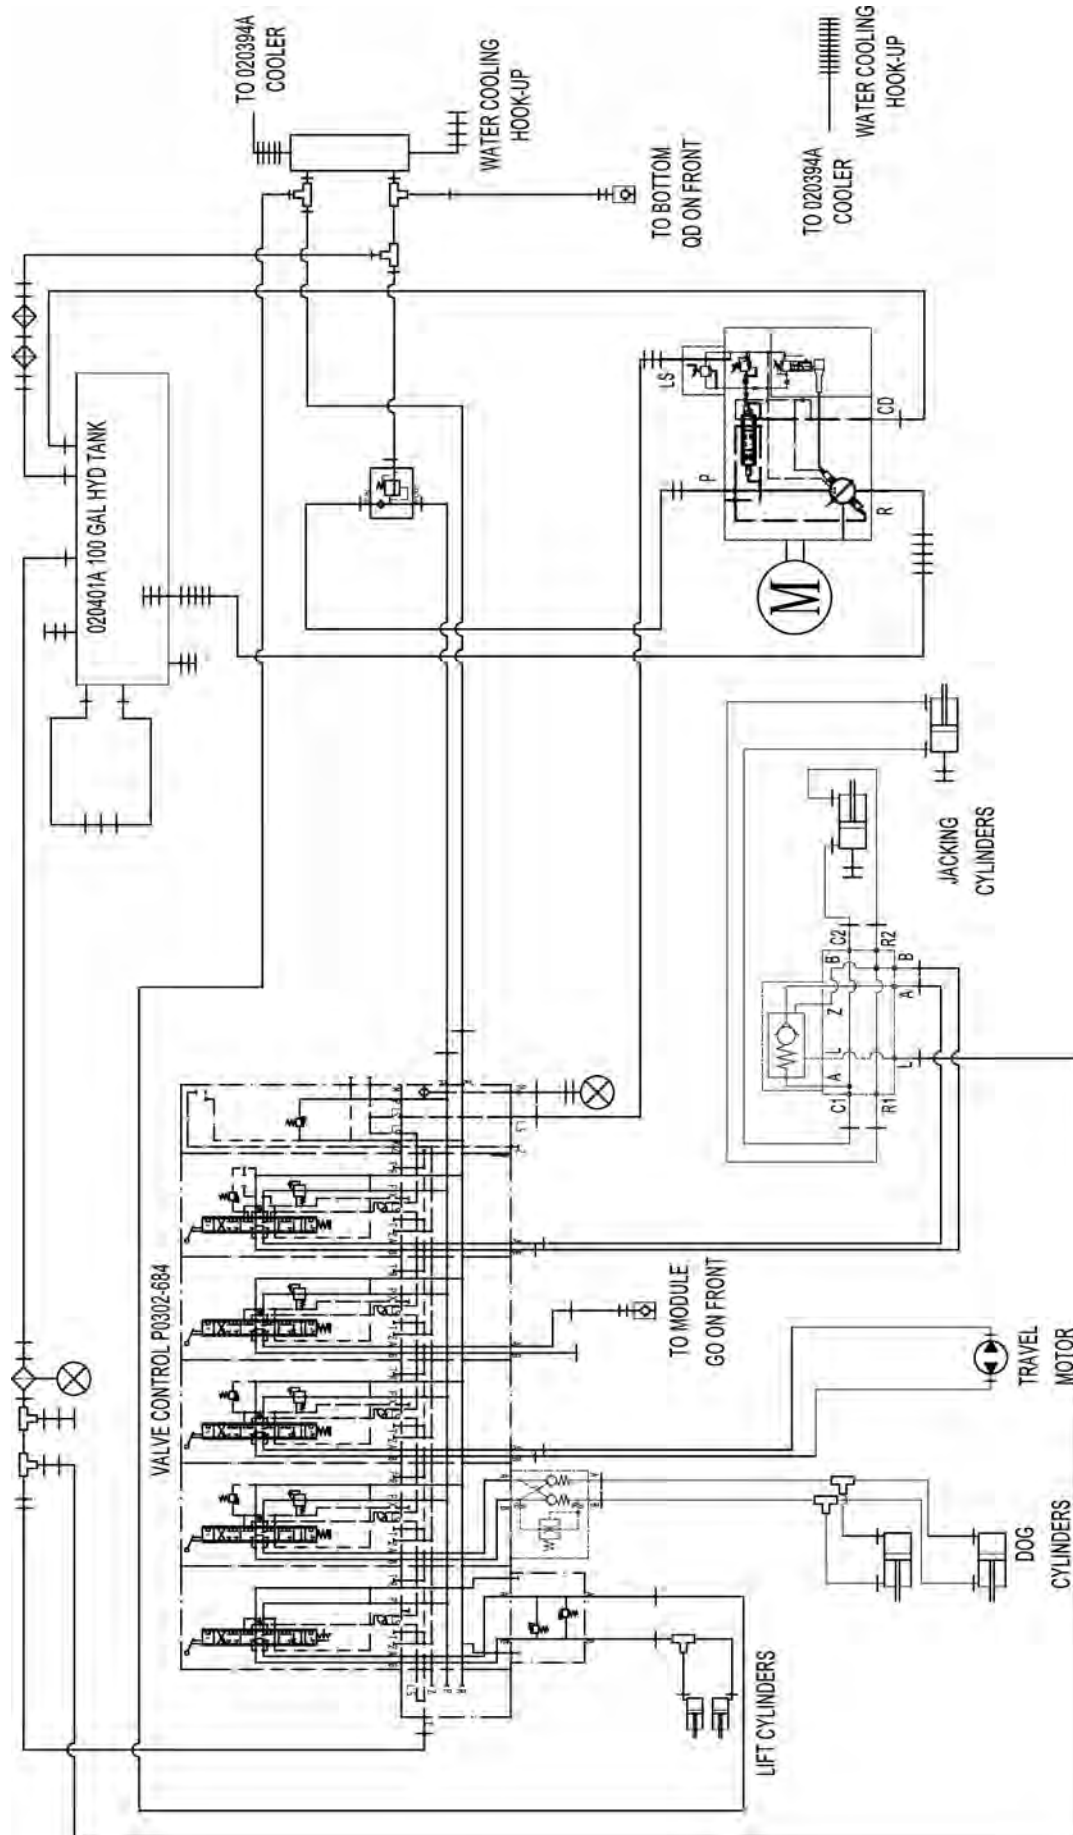 TO 020394A
COOLER
WATER COOLING
HOOK-UP
TO BOTTOM
QD ON FRONT
TO 020394A
COOLER
WATER COOLING
HOOK-UP
020401A 100 GAL HYD TANK
LS
P
CD
R
M
JACKING
CYLINDERS
C2
R2
B
B
Z
A
L
A
L
C1
R1
VALVE CONTROL P0302-684
LS
TO MODULE
GO ON FRONT
TRAVEL
MOTOR
DOG
CYLINDERS
LIFT CYLINDERS
LS
Z